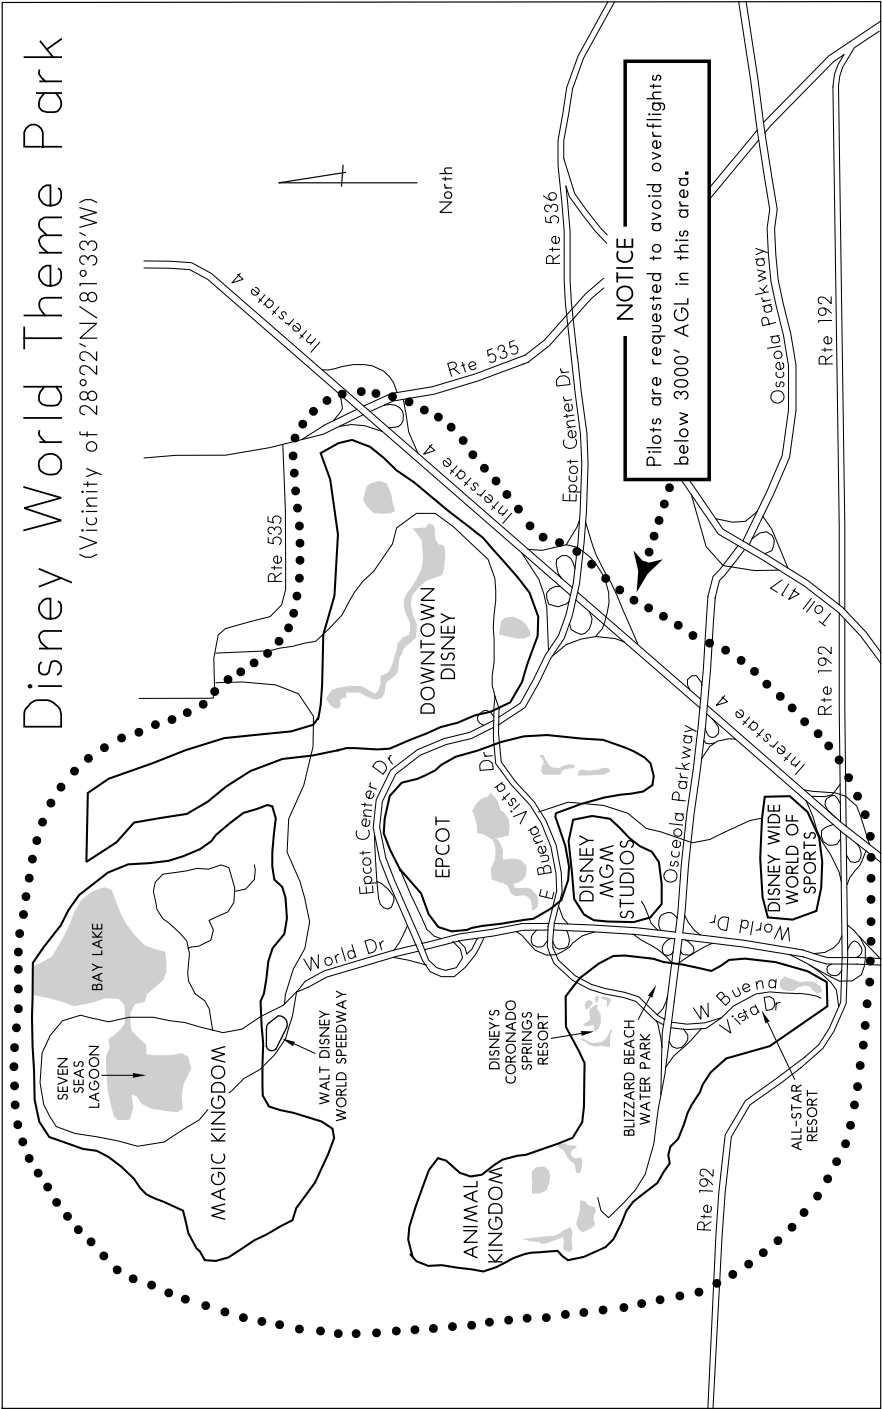 Disney World Theme Park
(Vicinity of 28°22'N/81°33'W)
North
NOTICE
Pilots are requested to avoid overflights
below 3000' AGL in this area.
SEVEN
SEAS
LAGOON
BAY LAKE
MAGIC KINGDOM
WALT DISNEY
WORLD SPEEDWAY
World Dr
Rte 535
Interstate 4
Rte 535
Interstate 4
DOWNTOWN
DISNEY
Epcot Center Dr
Epcot Center Dr
EPCOT
E Buena Vista Dr
Epcot Center Dr
Rte 536
ANIMAL
KINGDOM
DISNEY'S
CORONADO
SPRINGS
RESORT
DISNEY
MGM
STUDIOS
BLIZZARD BEACH
WATER PARK
Osceola Parkway
Osceola Parkway
World Dr
W Buena
Vista Dr
Interstate 4
DISNEY WIDE
WORLD OF
SPORTS
ALL-STAR
RESORT
Toll 417
Rte 192
Rte 192
Rte 192